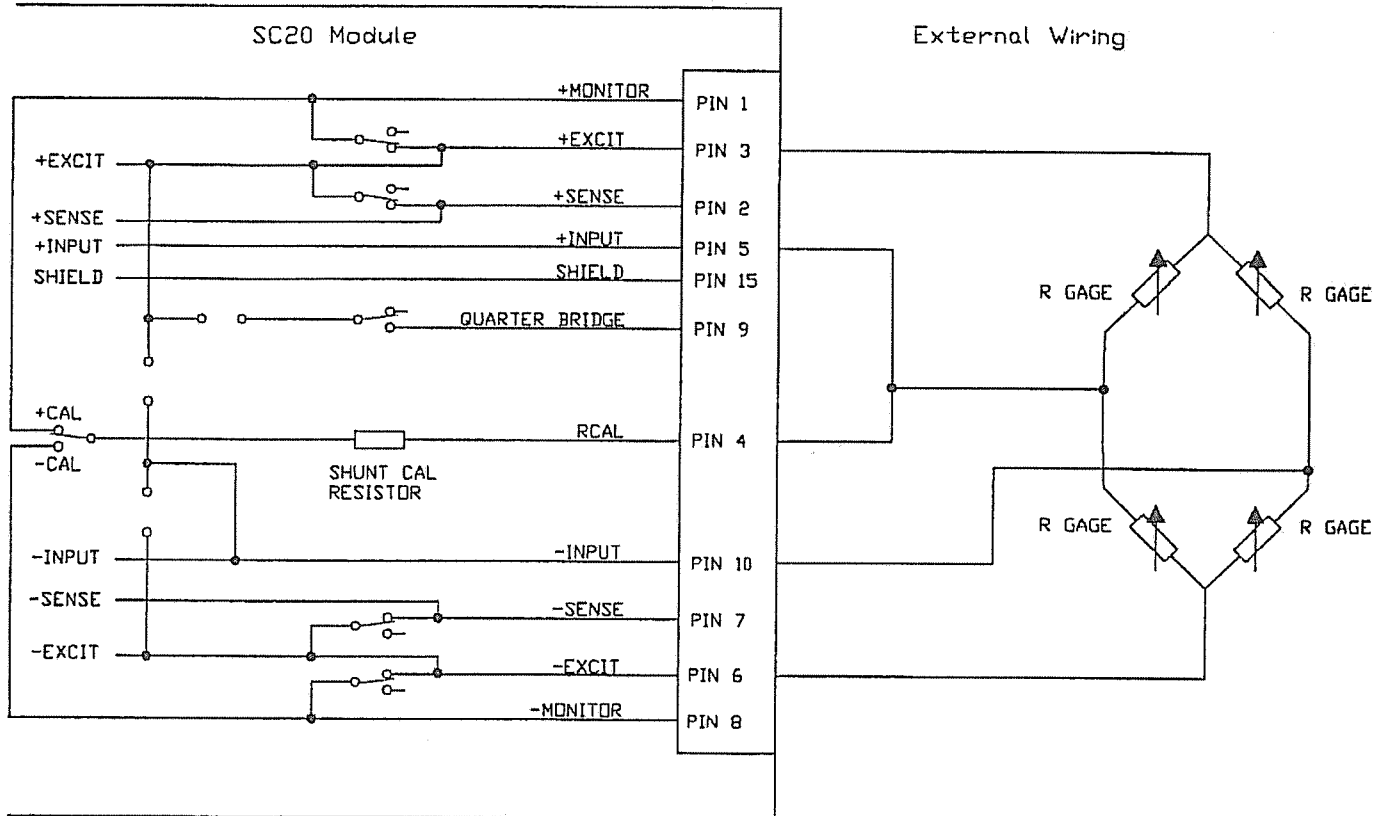 SC20 Module
External Wiring
+MONITOR
PIN 1
+EXCIT
PIN 3
+EXCIT
+SENSE
PIN 2
+SENSE
+INPUT
+INPUT
PIN 5
SHIELD
SHIELD
PIN 15
R GAGE
R GAGE
QUARTER BRIDGE
PIN 9
+CAL
-CAL
RCAL
PIN 4
SHUNT CAL
RESISTOR
R GAGE
R GAGE
-INPUT
-INPUT
PIN 10
-SENSE
-SENSE
PIN 7
-EXCIT
-EXCIT
PIN 6
-MONITOR
PIN 8